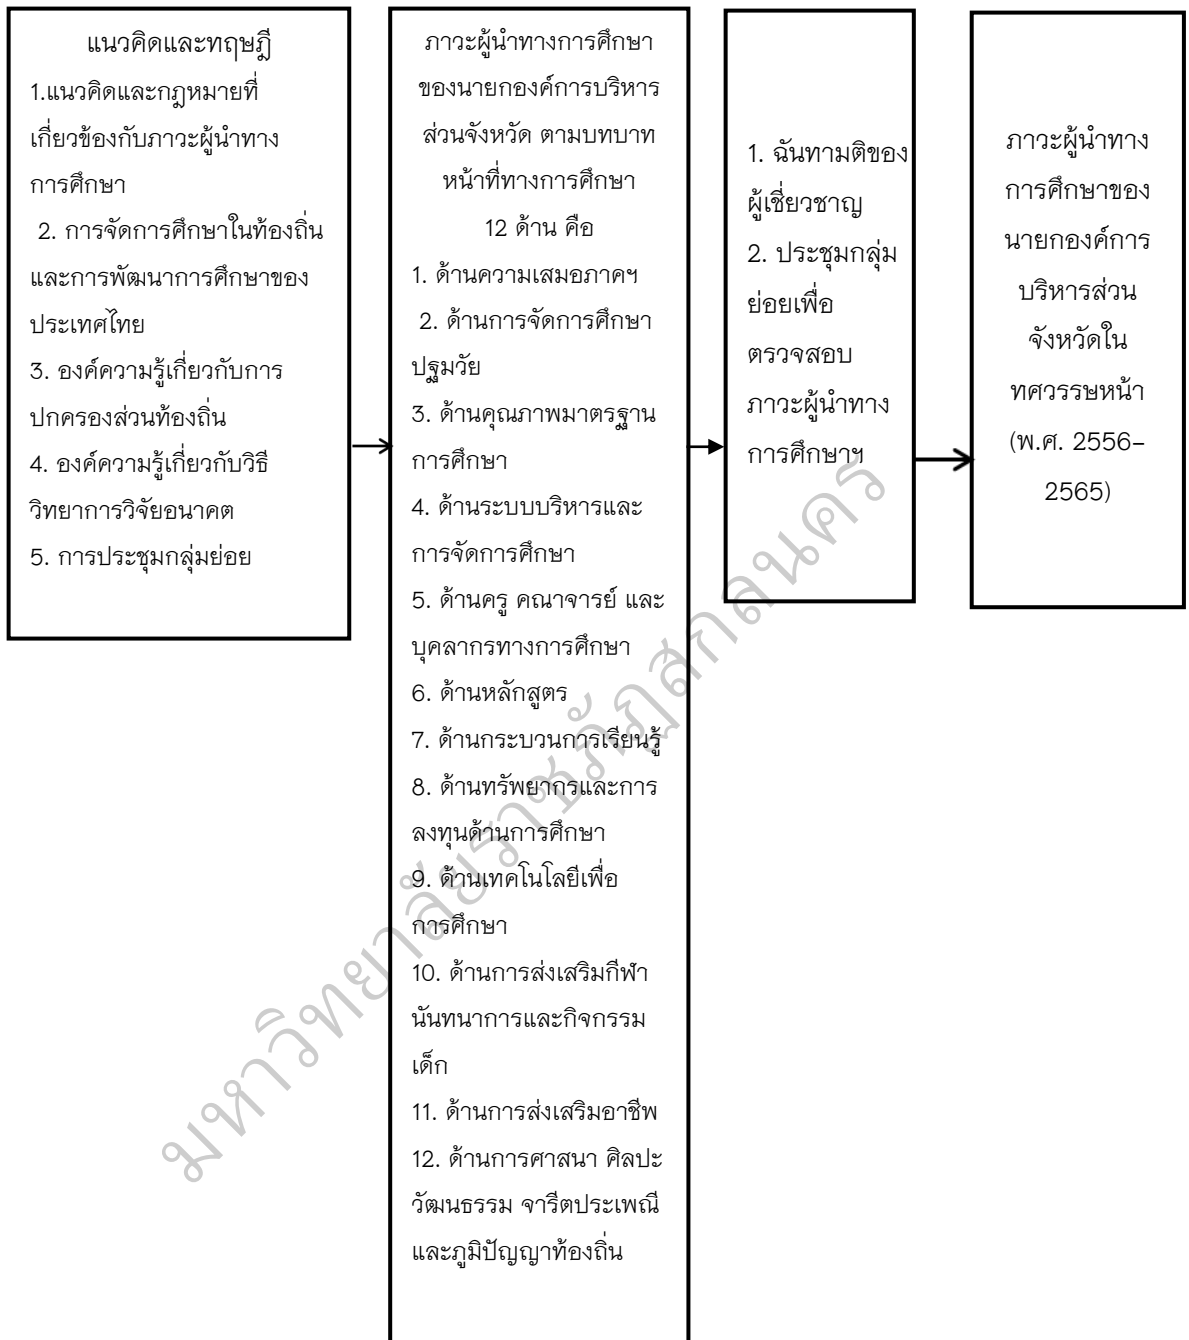 แนวคิดและทฤษฎี
1.แนวคิดและกฎหมายที่
เกี่ยวข้องกับภาวะผู้นำทาง
การศึกษา
2. การจัดการศึกษาในท้องถิ่น
และการพัฒนาการศึกษาของ
ประเทศไทย
3. องค์ความรู้เกี่ยวกับการ
ปกครองส่วนท้องถิ่น
4. องค์ความรู้เกี่ยวกับวิธี
วิทยาการวิจัยอนาคต
5. การประชุมกลุ่มย่อย
ภาวะผู้นำทางการศึกษา
ของนายกองค์การบริหาร
ส่วนจังหวัด ตามบทบาท
หน้าที่ทางการศึกษา
12 ด้าน คือ
1. ด้านความเสมอภาคฯ
2. ด้านการจัดการศึกษา
ปฐมวัย
3. ด้านคุณภาพมาตรฐาน
การศึกษา
4. ด้านระบบบริหารและ
การจัดการศึกษา
5. ด้านครู คณาจารย์ และ
บุคลากรทางการศึกษา
6. ด้านหลักสูตร
7. ด้านกระบวนการเรียนรู้
8. ด้านทรัพยากรและการ
ลงทุนด้านการศึกษา
9. ด้านเทคโนโลยีเพื่อ
การศึกษา
10. ด้านการส่งเสริมกีฬา
นันทนาการและกิจกรรม
เด็ก
11. ด้านการส่งเสริมอาชีพ
12. ด้านการศาสนา ศิลปะ
วัฒนธรรม จารีตประเพณี
และภูมิปัญญาท้องถิ่น
1. ฉันทามติของ
ผู้เชี่ยวชาญ
2. ประชุมกลุ่ม
ย่อยเพื่อ
ตรวจสอบ
ภาวะผู้นำทาง
การศึกษาฯ
ภาวะผู้นำทาง
การศึกษาของ
นายกองค์การ
บริหารส่วน
จังหวัดใน
ทศวรรษหน้า
(พ.ศ. 2556–
2565)
มหาวิทยาลัยราชภัฏสกลนคร